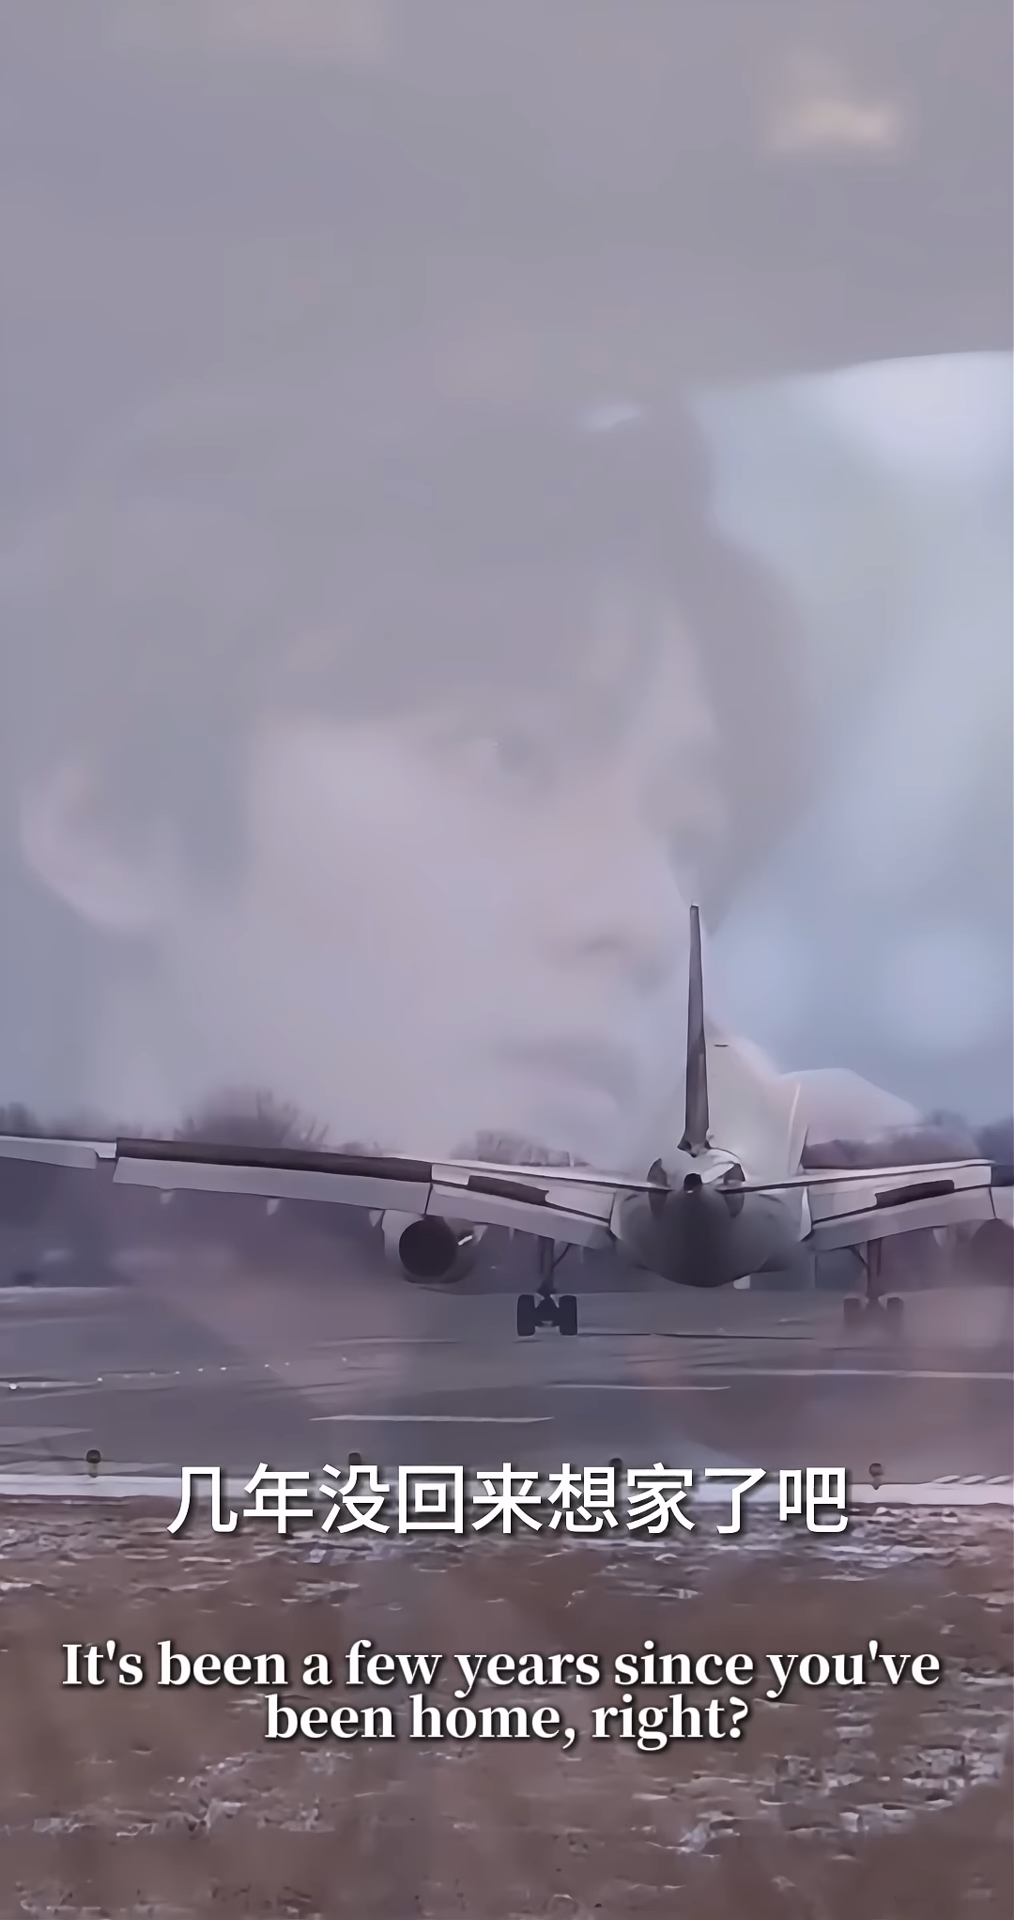 几年没回来想家了吧
It's been a few years since you've
been home, right?